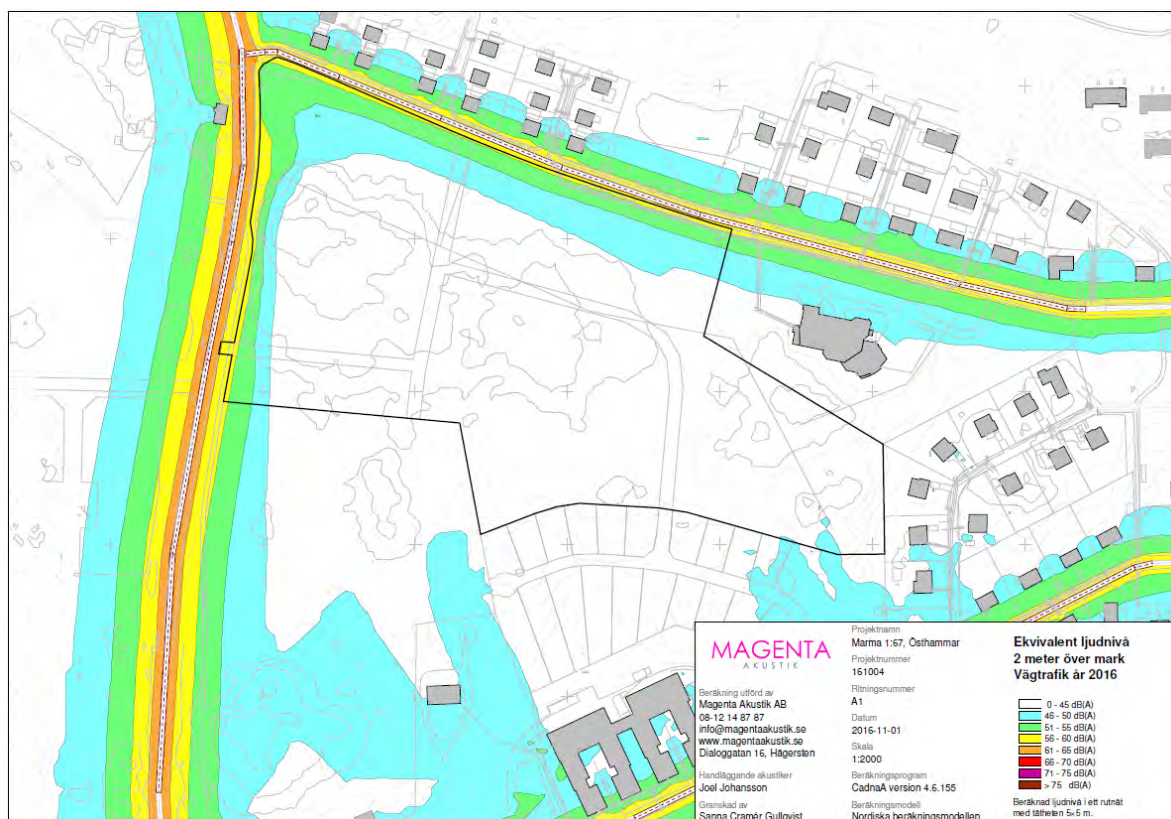 MAGENTA
AKUSTIK
Beräkning utförd av
Magenta Akustik AB
08-12 14 87 87
info@magentaakustik.se
www.magentaakustik.se
Dialoggatan 16, Hägersten
Handläggande akustiker
Joel Johansson
Granskad av
Sanna Cramér Gullqvist
Projektnamn
Marma 1:67, Östhammar
Projektnummer
161004
Ritningsnummer
A1
Datum
2016-11-01
Skala
1:2000
Beräkningsprogram
CadnaA version 4.6.155
Beräkningsmodell
Nordiska beräkningsmodellen
Ekvivalent ljudnivå
2 meter över mark
Vägtrafik år 2016
0 - 45 dB(A)
46 - 50 dB(A)
51 - 55 dB(A)
56 - 60 dB(A)
61 - 65 dB(A)
66 - 70 dB(A)
71 - 75 dB(A)
> 75 dB(A)
Beräknad ljudnivå i ett rutnät
med tätheten 5x5 m.